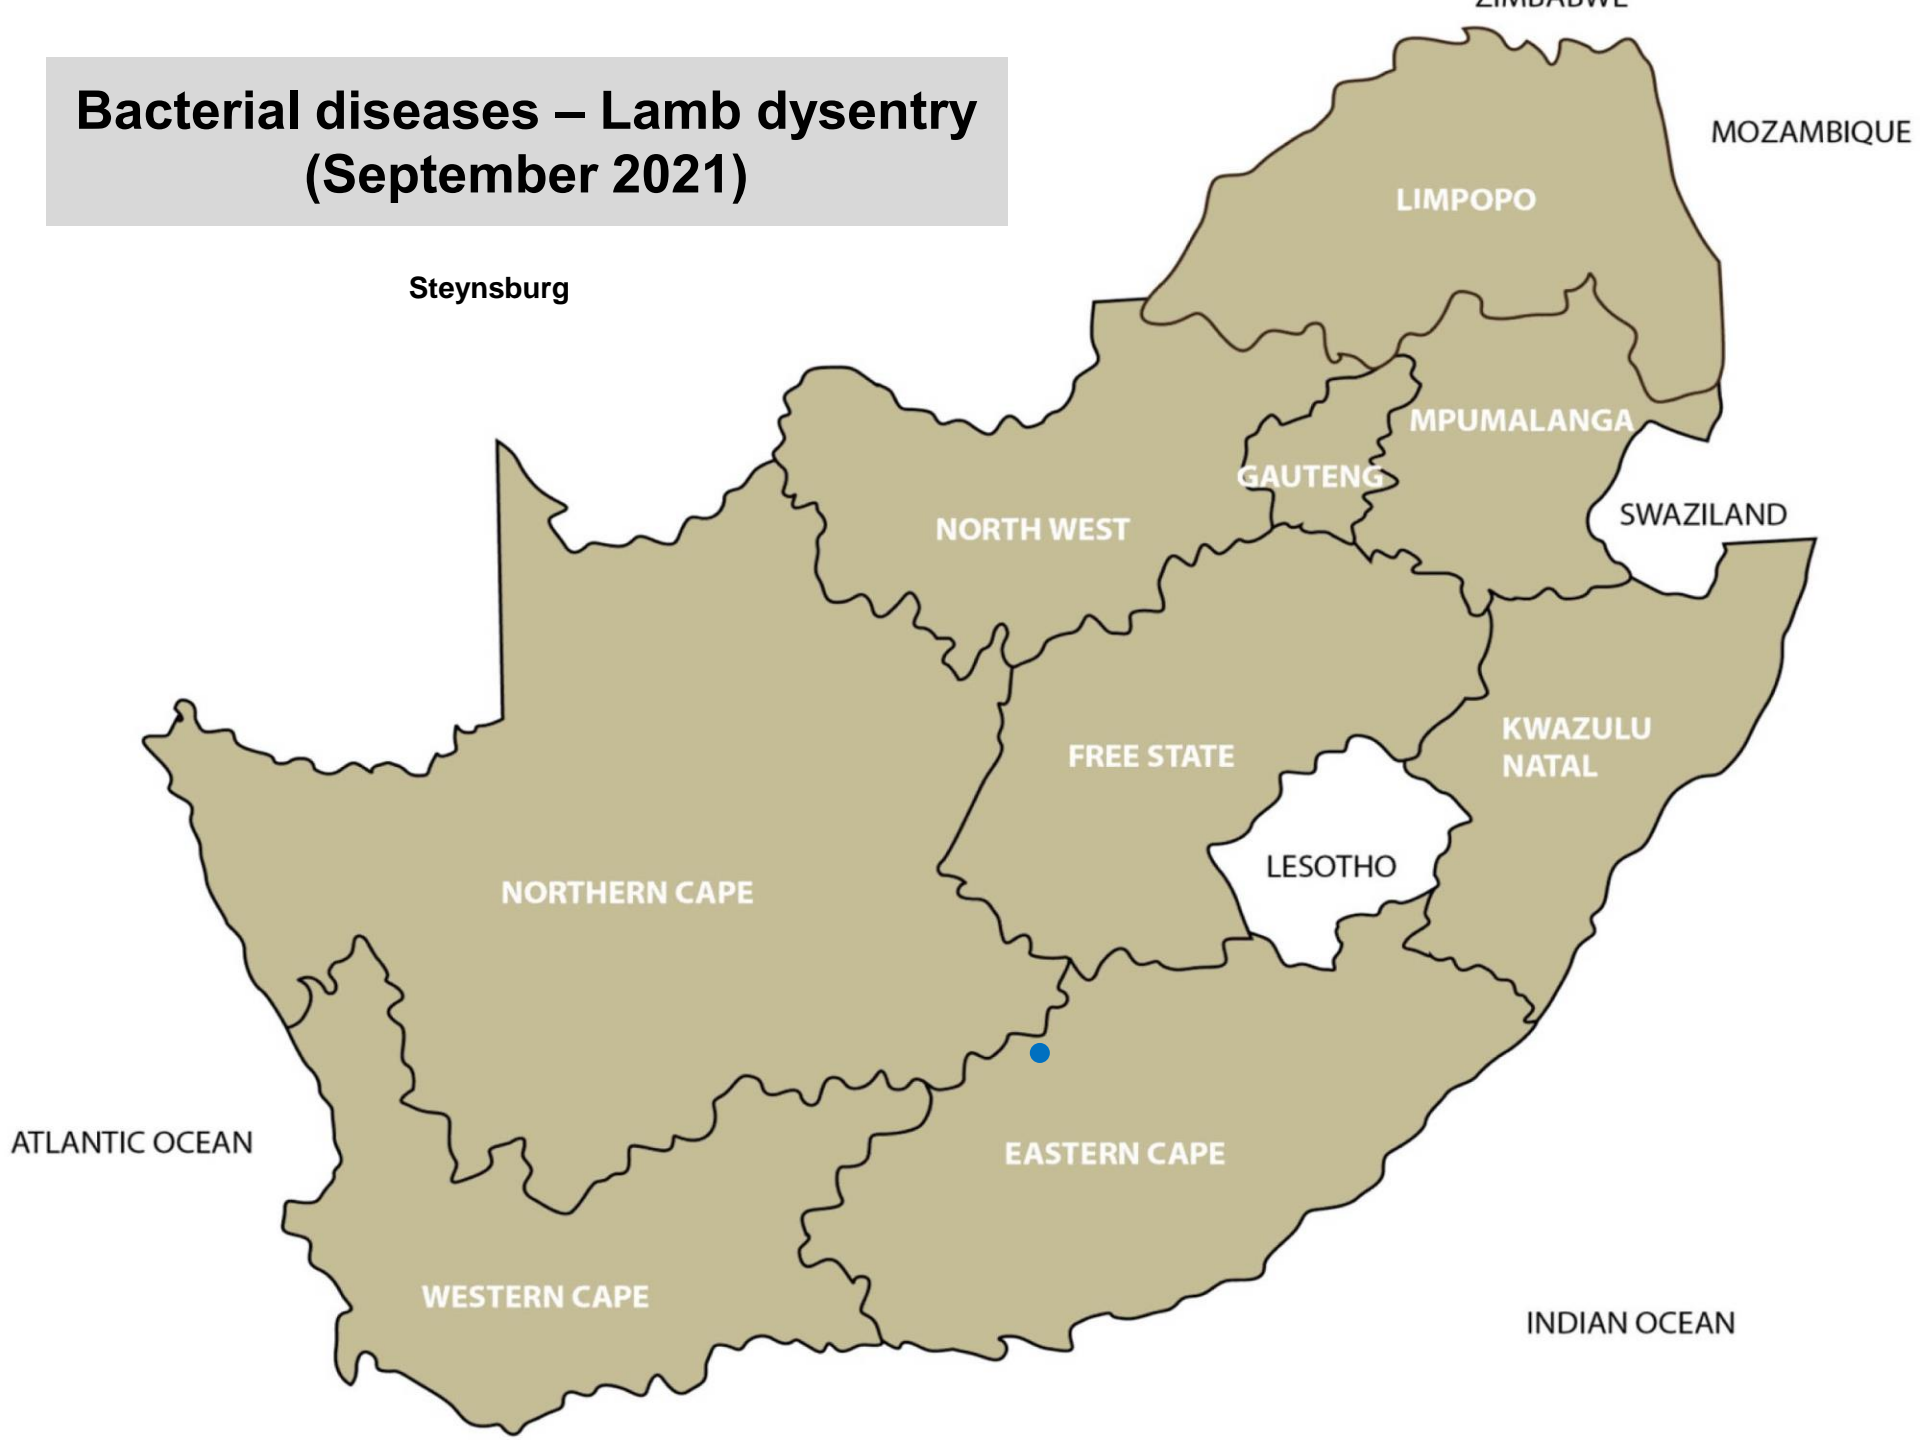 ZIMBABWE
Bacterial diseases – Lamb dysentry
(September 2021)
MOZAMBIQUE
LIMPOPO
Steynsburg
MPUMALANGA
GAUTENG
SWAZILAND
NORTH WEST
KWAZULU
NATAL
FREE STATE
LESOTHO
NORTHERN CAPE
ATLANTIC OCEAN
EASTERN CAPE
WESTERN CAPE
INDIAN OCEAN